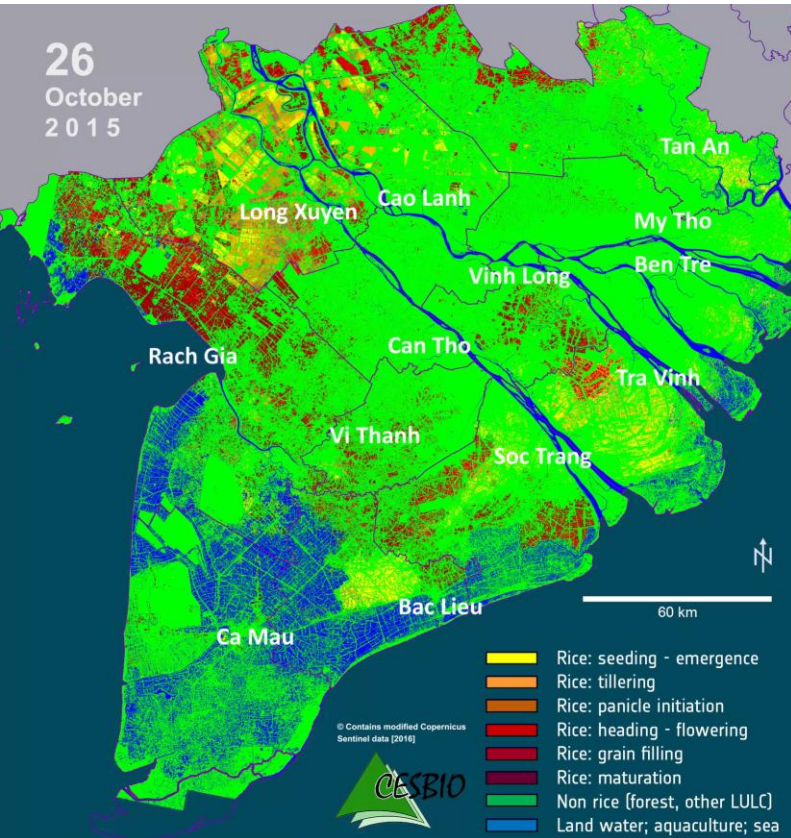 26
October
2015
Tan An
Cao Lanh
Long Xuyen
My Tho
Ben Tre
Vinh Long
Can Tho
Rach Gia
Tra Vinh
Vi Thanh
Soc Trang
Bac Lieu
Ca Mau
N
60 km
Rice: seeding - emergence
Rice: tillering
Rice: panicle initiation
Rice: heading - flowering
Rice: grain filling
Rice: maturation
Non rice (forest, other LULC)
Land water; aquaculture; sea
© Contains modified Copernicus
Sentinel data [2016]
CESBIO